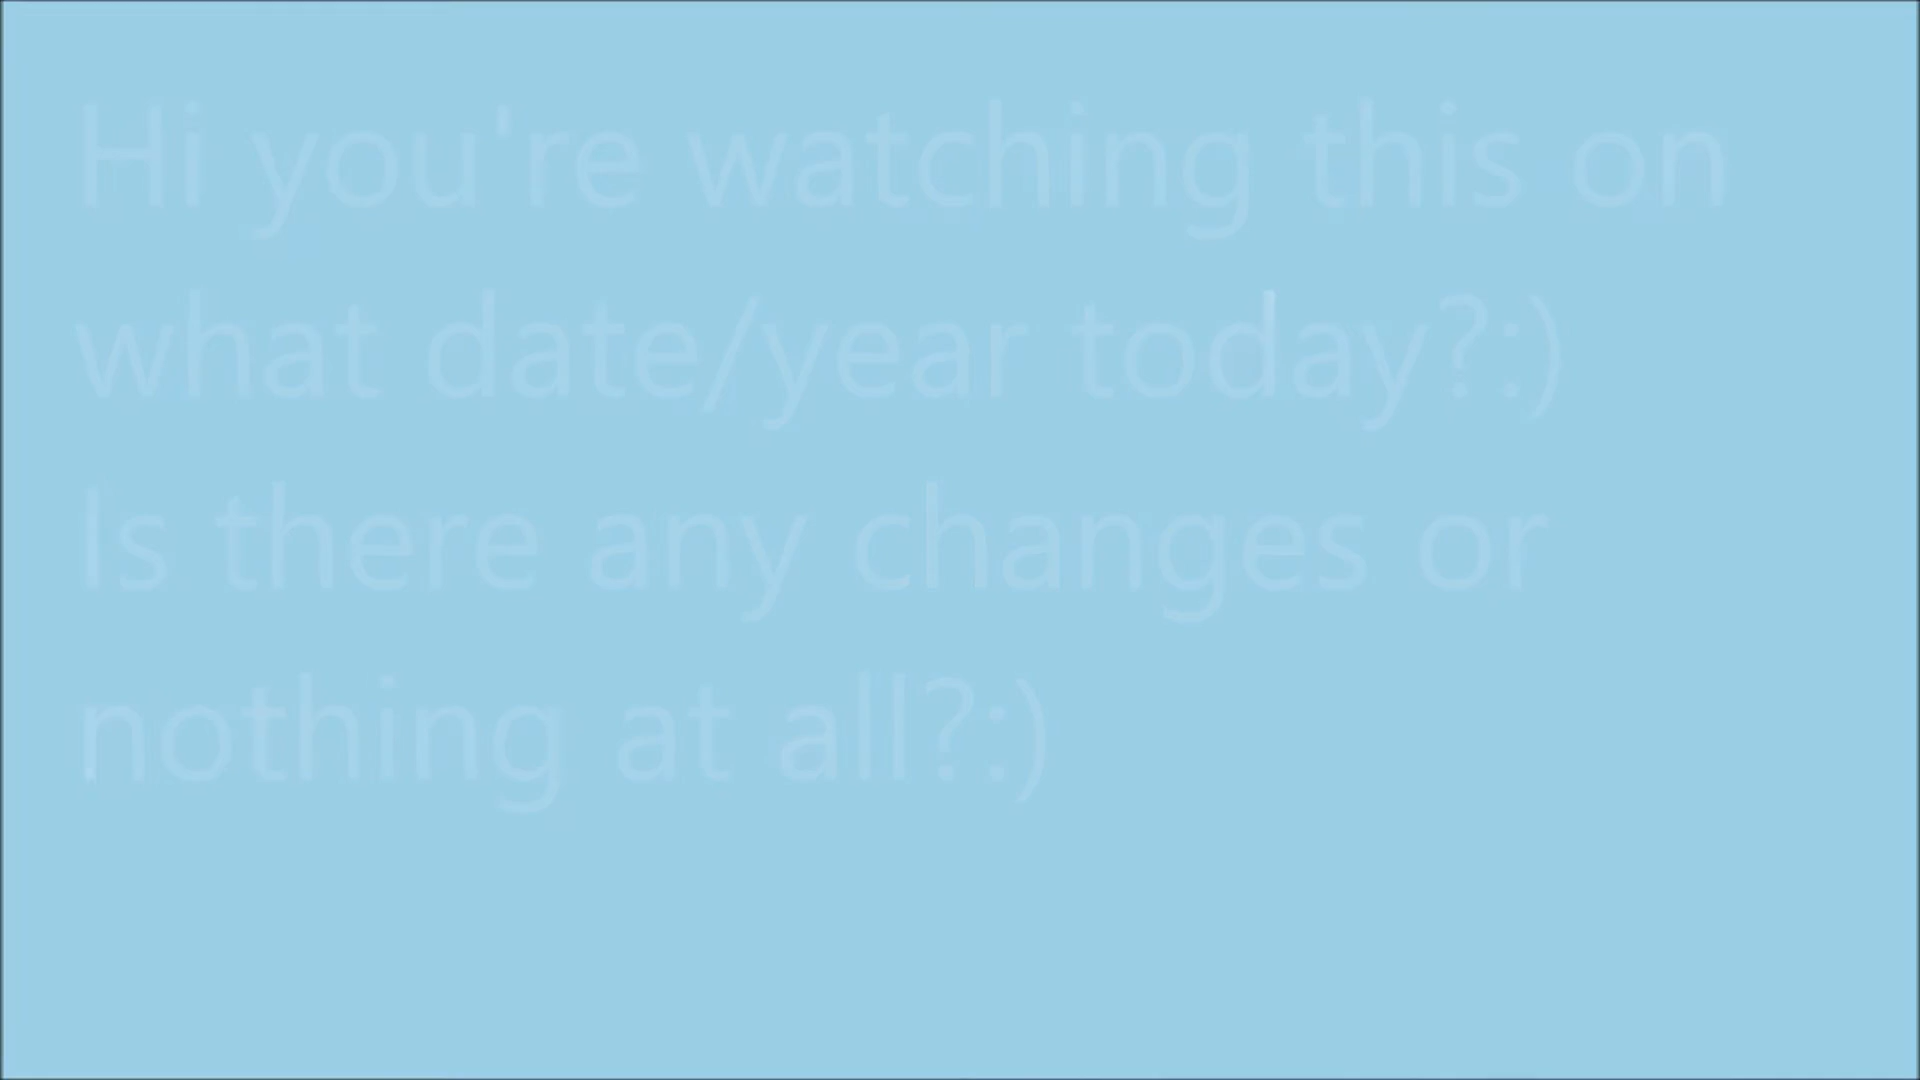 Hi you're watching this on
what date/year today?:)
Is there any changes or
nothing at all?:)